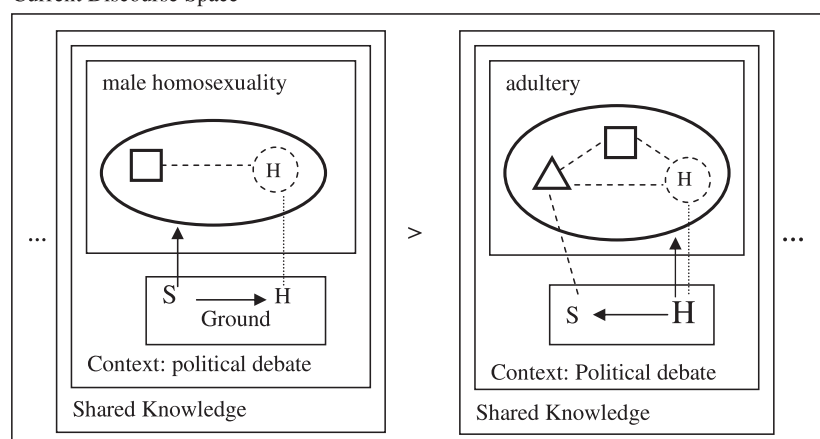 Current Discourse Space
male homosexuality
H
...
S
H
Ground
Context: political debate
Shared Knowledge
>
adultery
H
...
S
H
Context: Political debate
Shared Knowledge